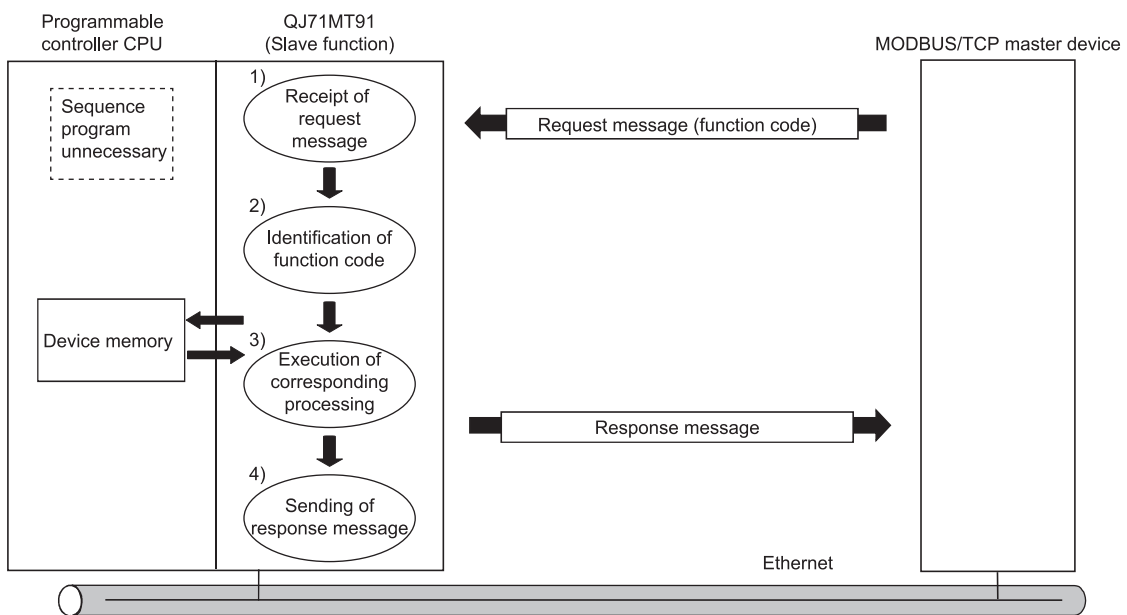 Programmable
controller CPU
QJ71MT91
(Slave function)
MODBUS/TCP master device
Sequence
program
unnecessary
1)
Receipt of
request
message
Request message (function code)
2)
Identification of
function code
Device memory
3)
Execution of
corresponding
processing
Response message
4)
Sending of
response message
Ethernet